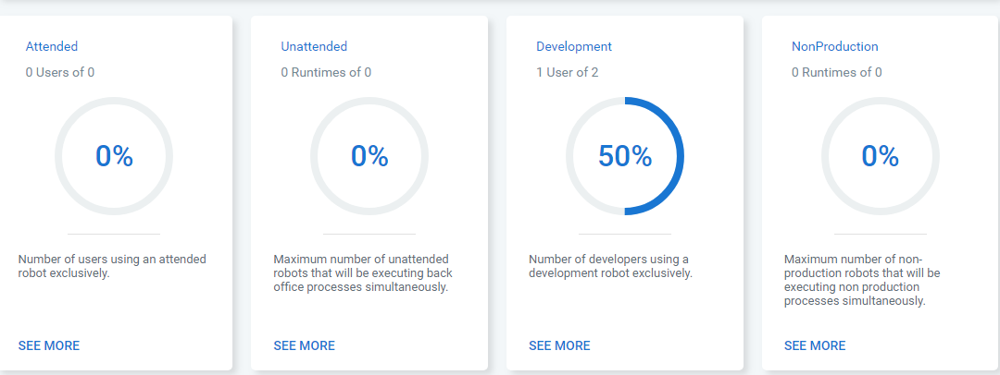 Attended
0 Users of 0
0%
Number of users using an attended
robot exclusively.
SEE MORE
Unattended
0 Runtimes of 0
0%
Maximum number of unattended
robots that will be executing back
office processes simultaneously.
SEE MORE
Development
1 User of 2
50%
Number of developers using a
development robot exclusively.
SEE MORE
NonProduction
0 Runtimes of 0
0%
Maximum number of non-
production robots that will be
executing non production
processes simultaneously.
SEE MORE